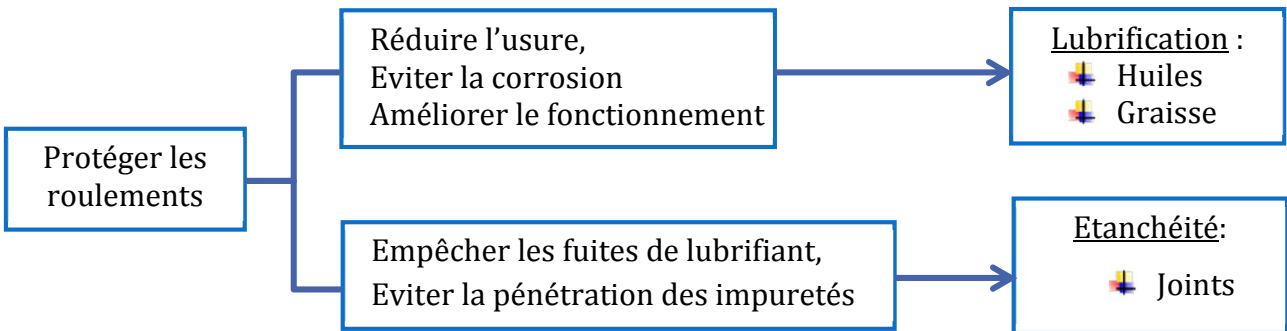 Protéger les
roulements
Réduire l’usure,
Eviter la corrosion
Améliorer le fonctionnement
Lubrification :
Huiles
Graisse
Empêcher les fuites de lubrifiant,
Eviter la pénétration des impuretés
Etanchéité:
Joints